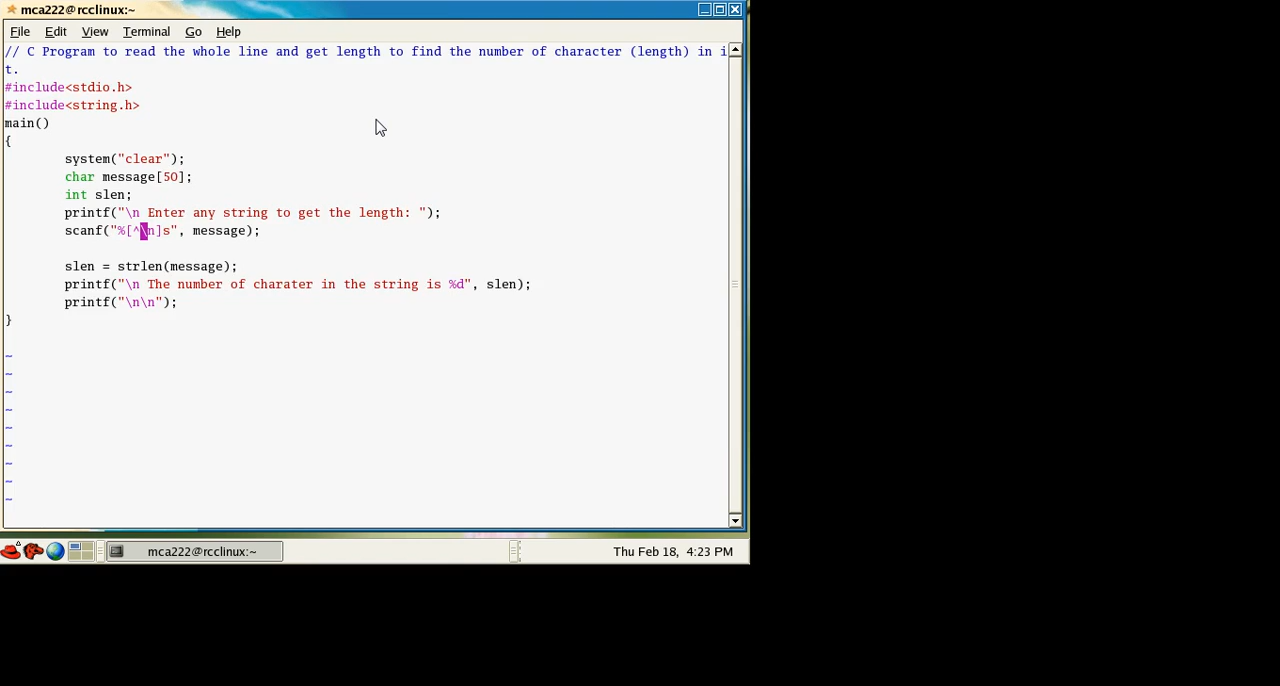 mca222@rcclinux:~
File Edit View Terminal Go Help
// C Program to read the whole line and get length to find the number of character (length) in i
t.
#include<stdio.h>
#include<string.h>
main()
{
        system("clear");
        char message[50];
        int slen;
        printf("\n Enter any string to get the length: ");
        scanf("%[^\n]s", message);

        slen = strlen(message);
        printf("\n The number of charater in the string is %d", slen);
        printf("\n\n");
}
~
~
~
~
~
~
~
~
~
mca222@rcclinux:~ Thu Feb 18, 4:23 PM